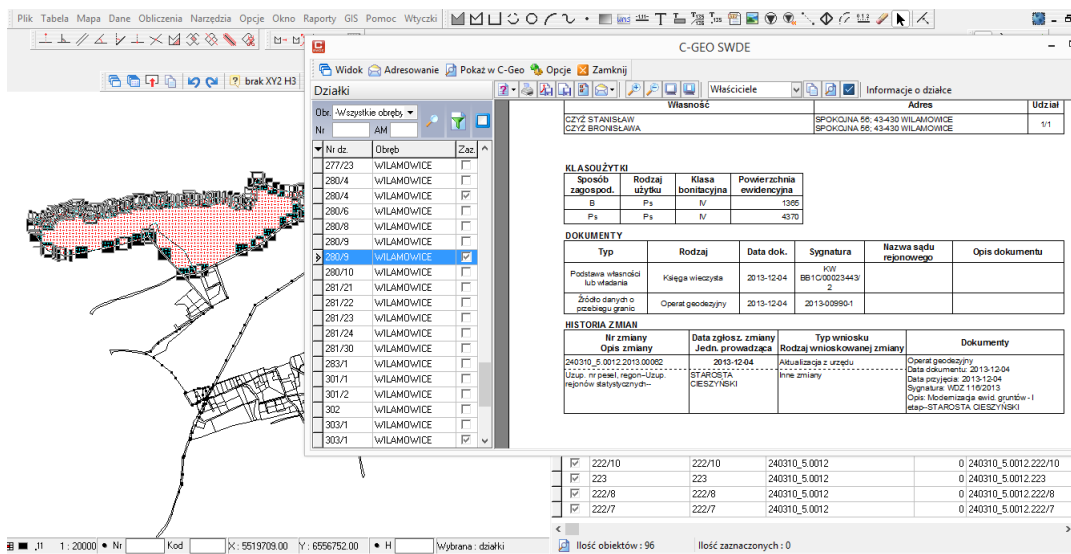 Plik Tabela Mapa Dane Obliczenia Narzędzia Opcje Okno Raporty GIS Pomoc Wtyczki
brak XY2 H3
C-GEO SWDE
Widok Adresowanie Pokaż w C-Geo Opcje Zamknij
Działki
Właściciele Informacje o działce
Obr. -Wszystkie obręby
Nr AM
Nr dz. Obręb Zaz.
277/23 WILAMOWICE
280/4 WILAMOWICE
280/4 WILAMOWICE
280/6 WILAMOWICE
280/8 WILAMOWICE
280/9 WILAMOWICE
280/9 WILAMOWICE
280/10 WILAMOWICE
281/21 WILAMOWICE
281/22 WILAMOWICE
281/23 WILAMOWICE
281/24 WILAMOWICE
281/30 WILAMOWICE
283/1 WILAMOWICE
301/1 WILAMOWICE
301/2 WILAMOWICE
302 WILAMOWICE
303/1 WILAMOWICE
303/1 WILAMOWICE
Własność Adres Udział
CZYŻ STANISŁAW SPOKOJNA 56; 43-430 WILAMOWICE 1/1
CZYŻ BRONISŁAWA SPOKOJNA 56; 43-430 WILAMOWICE
KLASOUŻYTKI
Sposób zagospod. Rodzaj użytku Klasa bonitacyjna Powierzchnia ewidencyjna
B Ps IV 1365
Ps Ps IV 4370
DOKUMENTY
Typ Rodzaj Data dok. Sygnatura Nazwa sądu rejonowego Opis dokumentu
Podstawa własności lub władania Księga wieczysta 2013-12-04 KW BB1C/00023443/2
Źródło danych o przebiegu granic Operat geodezyjny 2013-12-04 2013-00990-1
HISTORIA ZMIAN
Nr zmiany Data zgłosz. zmiany Typ wniosku Dokumenty
Opis zmiany Jedn. prowadząca Rodzaj wnioskowanej zmiany
240310_5.0012.2013.00062 2013-12-04 Aktualizacja z urzędu
Uzup. nr pesel, regon--Uzup. rejonów statystycznych-- STAROSTA CIESZYŃSKI Inne zmiany
Operat geodezyjny
Data dokumentu: 2013-12-04
Data przyjęcia: 2013-12-04
Sygnatura: WDZ 116/2013
Opis: Modernizacja ewid. gruntów - I
etap--STAROSTA CIESZYŃSKI
222/10 222/10 240310_5.0012 0 240310_5.0012.222/10
223 223 240310_5.0012 0 240310_5.0012.223
222/8 222/8 240310_5.0012 0 240310_5.0012.222/8
222/7 222/7 240310_5.0012 0 240310_5.0012.222/7
,11 1 : 20000 Nr Kod X : 5519709.00 Y : 6556752.00 H Wybrana : działki
Ilość obiektów : 96 Ilość zaznaczonych : 0